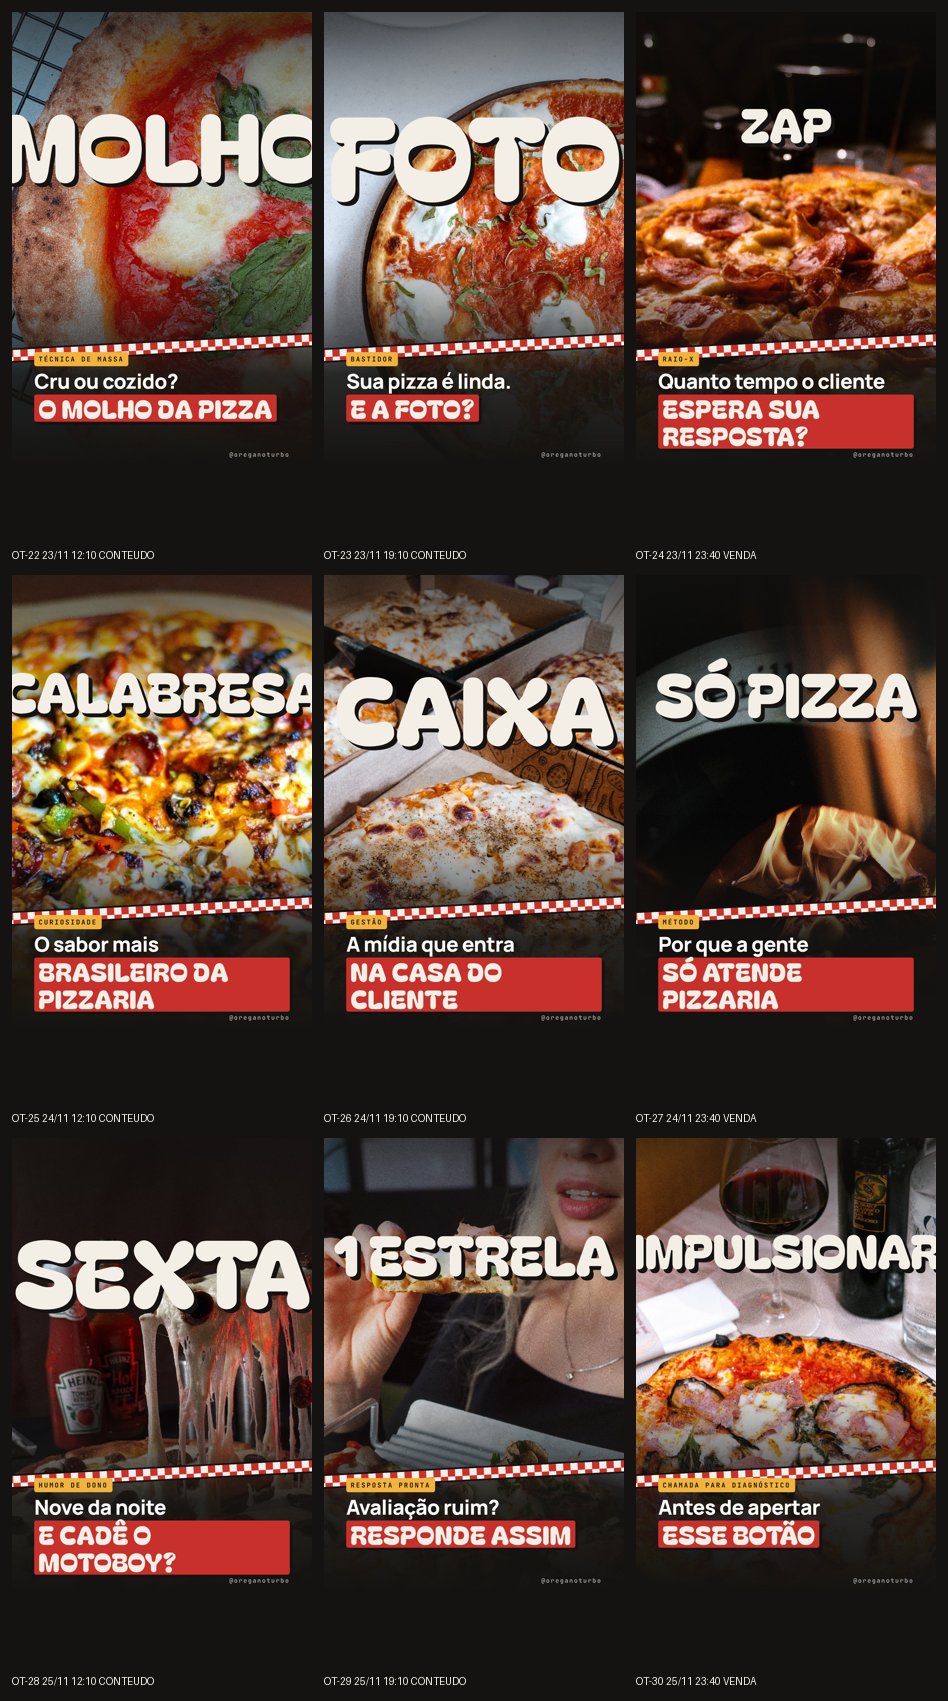 MOLHO
TÉCNICA DE MASSA
Cru ou cozido?
O MOLHO DA PIZZA
@oreganoturbo
OT-22 23/11 12:10 CONTEUDO
FOTO
BASTIDOR
Sua pizza é linda.
E A FOTO?
@oreganoturbo
OT-23 23/11 19:10 CONTEUDO
ZAP
RAIO-X
Quanto tempo o cliente
ESPERA SUA
RESPOSTA?
@oreganoturbo
OT-24 23/11 23:40 VENDA
CALABRESA
CURIOSIDADE
O sabor mais
BRASILEIRO DA
PIZZARIA
@oreganoturbo
OT-25 24/11 12:10 CONTEUDO
CAIXA
GESTÃO
A mídia que entra
NA CASA DO
CLIENTE
@oreganoturbo
OT-26 24/11 19:10 CONTEUDO
SÓ PIZZA
MÉTODO
Por que a gente
SÓ ATENDE
PIZZARIA
@oreganoturbo
OT-27 24/11 23:40 VENDA
SEXTA
HEINZ
TOMATO
KETCHUP
HEINZ
Hot
HUMOR DE DONO
Nove da noite
E CADÊ O
MOTOBOY?
@oreganoturbo
OT-28 25/11 12:10 CONTEUDO
1 ESTRELA
RESPOSTA PRONTA
Avaliação ruim?
RESPONDE ASSIM
@oreganoturbo
OT-29 25/11 19:10 CONTEUDO
IMPULSIONAR
CHAMADA PARA DIAGNÓSTICO
Antes de apertar
ESSE BOTÃO
@oreganoturbo
OT-30 25/11 23:40 VENDA